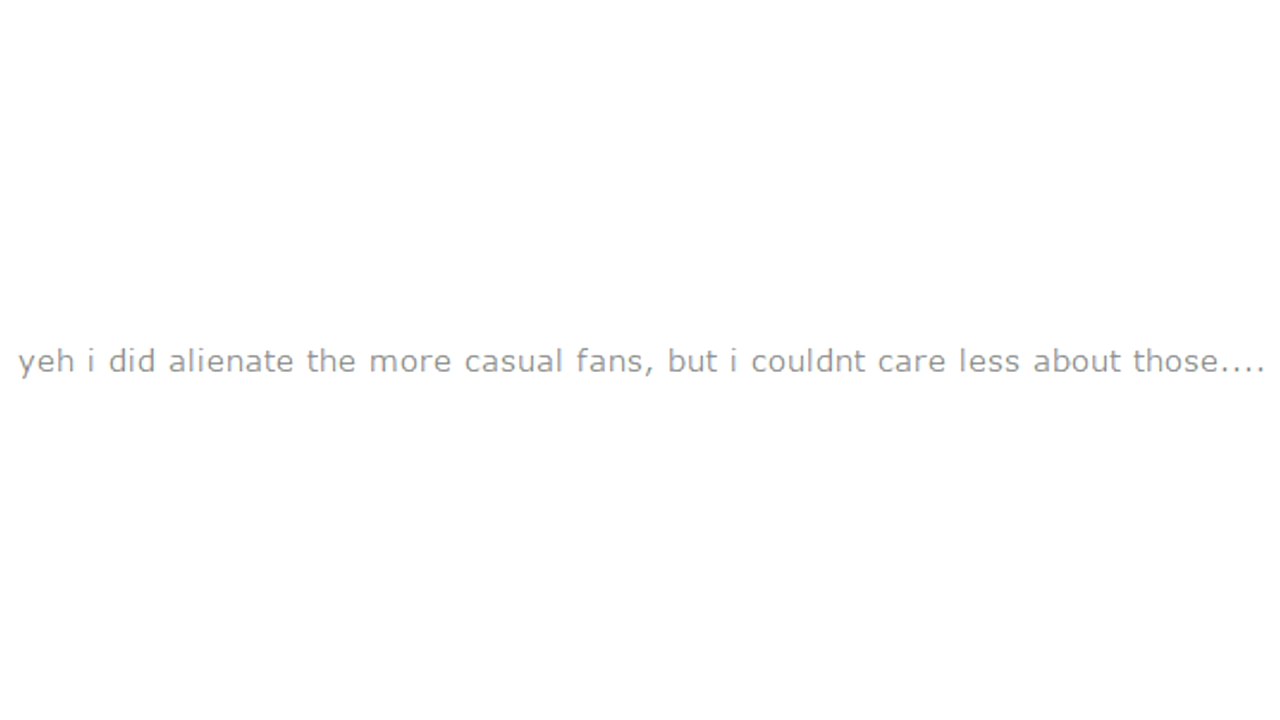 yeh i did alienate the more casual fans, but i couldnt care less about those....